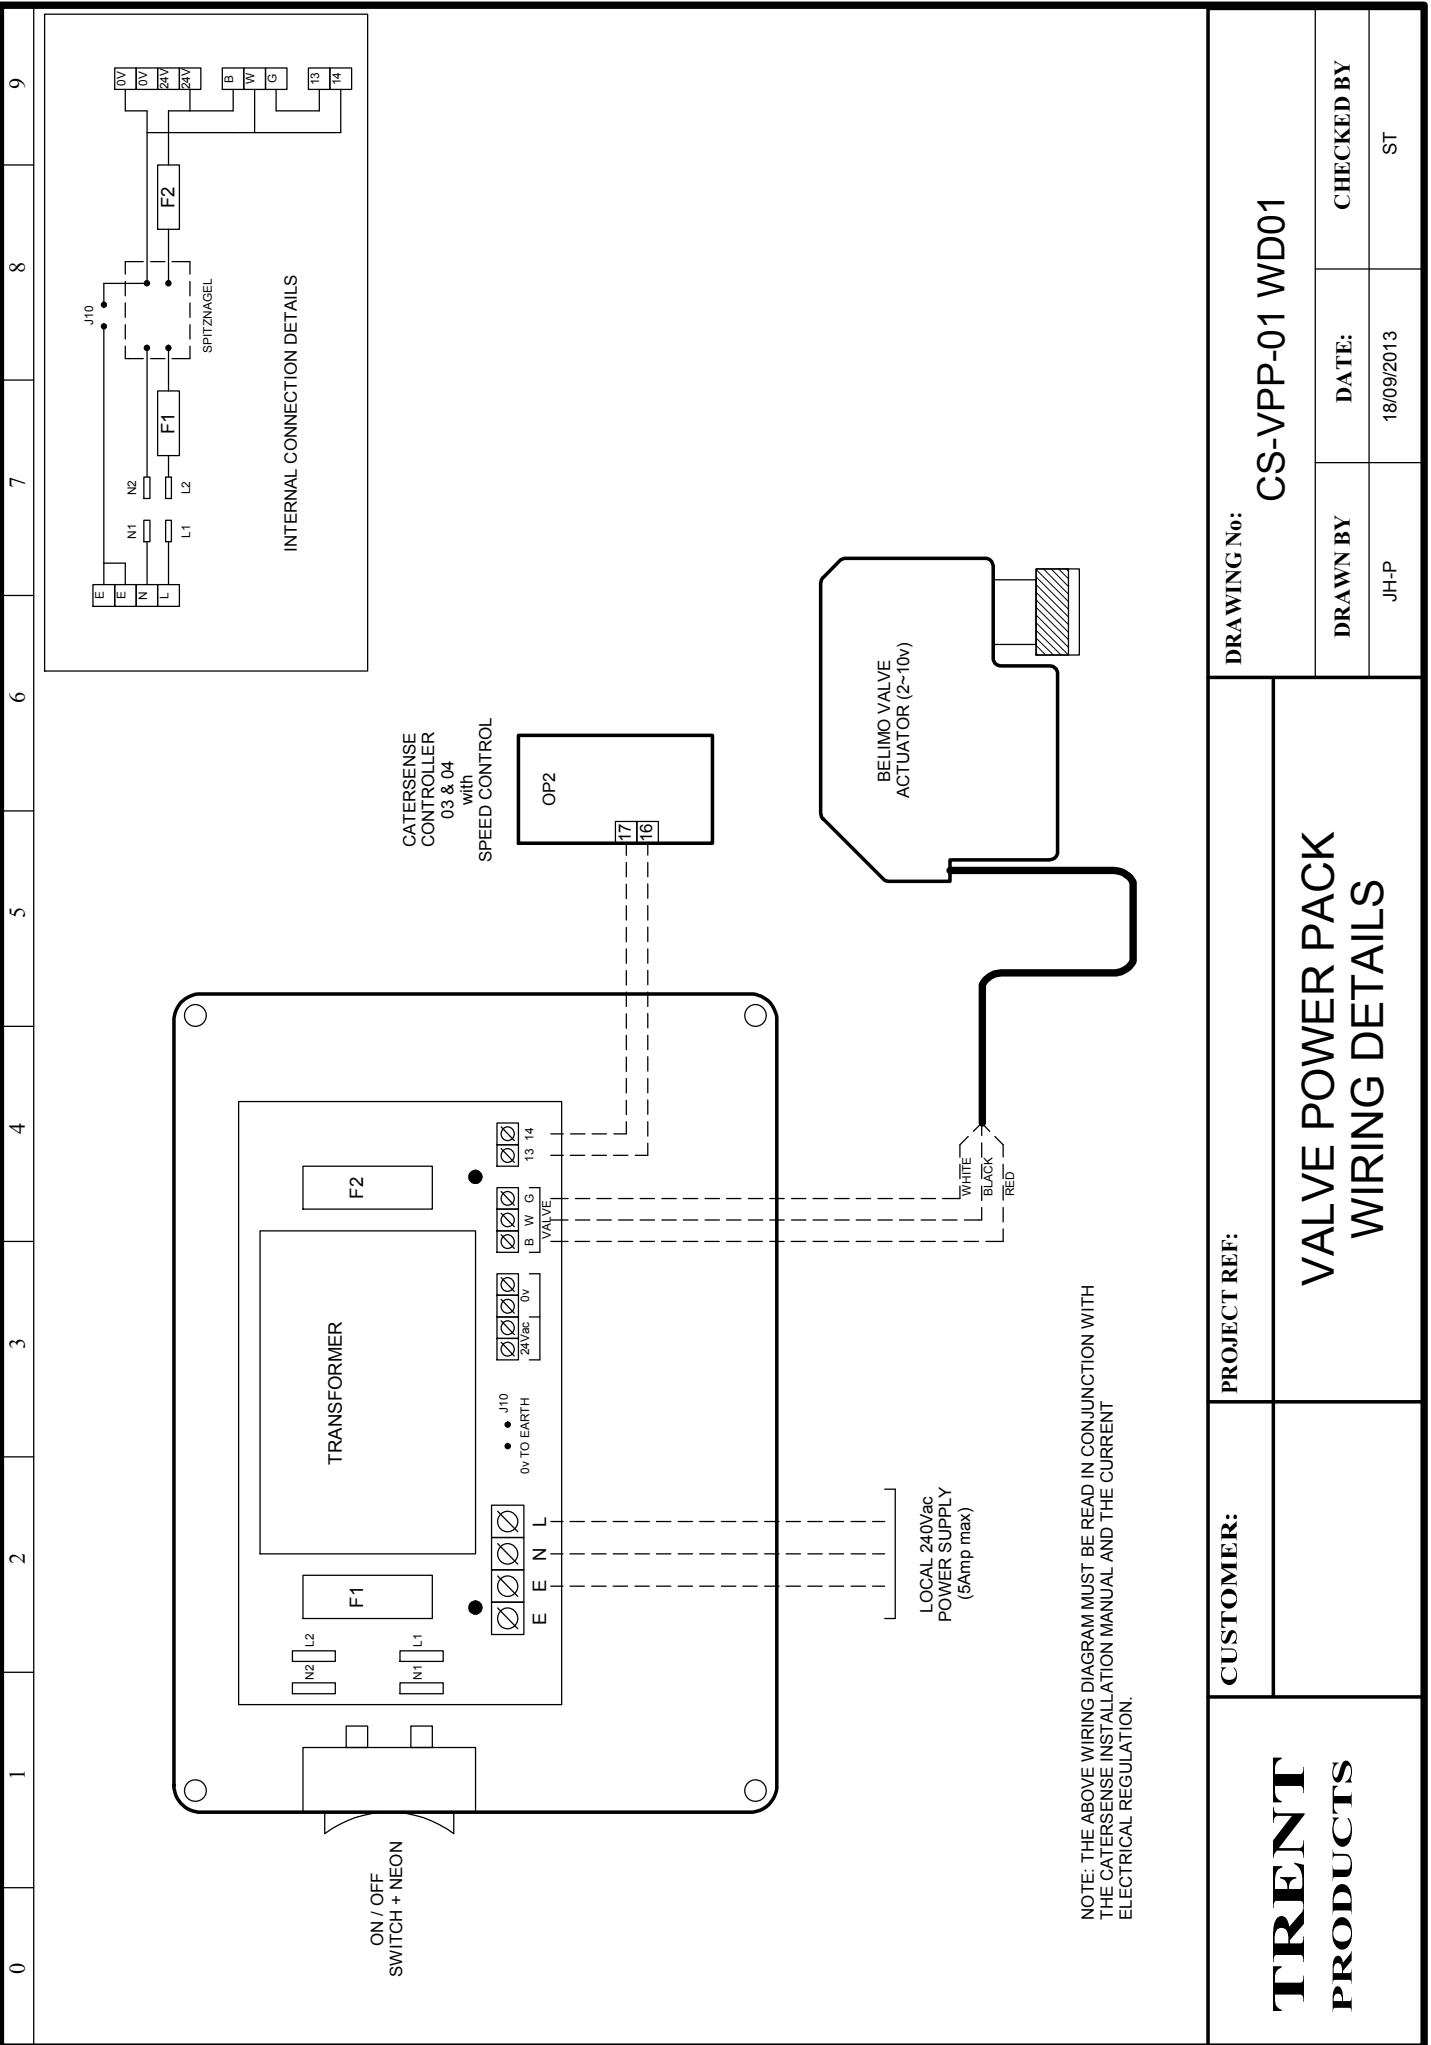 0 1 2 3 4 5 6 7 8 9
ON / OFF
SWITCH + NEON
N2
L2
N1
L1
F1
TRANSFORMER
F2
E E N L
J10
0v TO EARTH
24Vac
0v
B W G
VALVE
13 14
LOCAL 240Vac
POWER SUPPLY
(5Amp max)
WHITE
BLACK
RED
CATERSENSE
CONTROLLER
03 & 04
with
SPEED CONTROL
OP2
17
16
BELIMO VALVE
ACTUATOR (2~10v)
E
E
N
L
N1
N2
L1
L2
F1
J10
SPITZNAGEL
F2
0V
0V
24V
24V
B
W
G
13
14
INTERNAL CONNECTION DETAILS
NOTE: THE ABOVE WIRING DIAGRAM MUST BE READ IN CONJUNCTION WITH
THE CATERSENSE INSTALLATION MANUAL AND THE CURRENT
ELECTRICAL REGULATION.
TRENT
PRODUCTS
CUSTOMER:
PROJECT REF:
VALVE POWER PACK
WIRING DETAILS
DRAWING No:
CS-VPP-01 WD01
DRAWN BY
DATE:
CHECKED BY
JH-P
18/09/2013
ST